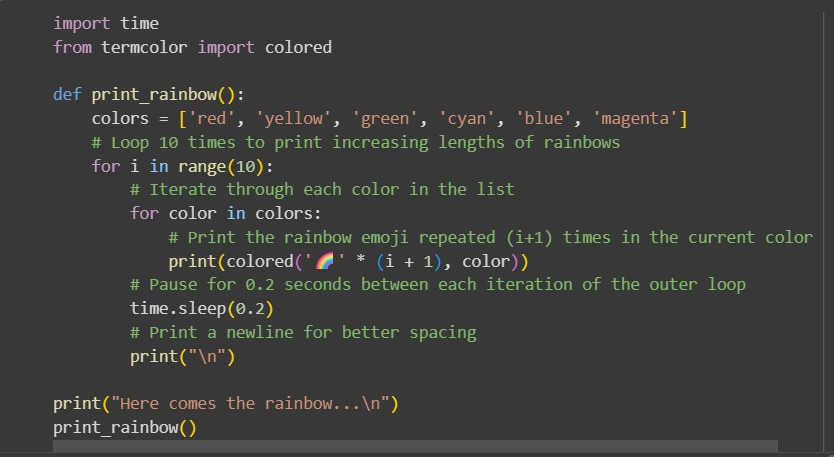 import time
from termcolor import colored

def print_rainbow():
    colors = ['red', 'yellow', 'green', 'cyan', 'blue', 'magenta']
    # Loop 10 times to print increasing lengths of rainbows
    for i in range(10):
        # Iterate through each color in the list
        for color in colors:
            # Print the rainbow emoji repeated (i+1) times in the current color
            print(colored('🌈' * (i + 1), color))
        # Pause for 0.2 seconds between each iteration of the outer loop
        time.sleep(0.2)
        # Print a newline for better spacing
        print("\n")

print("Here comes the rainbow...\n")
print_rainbow()